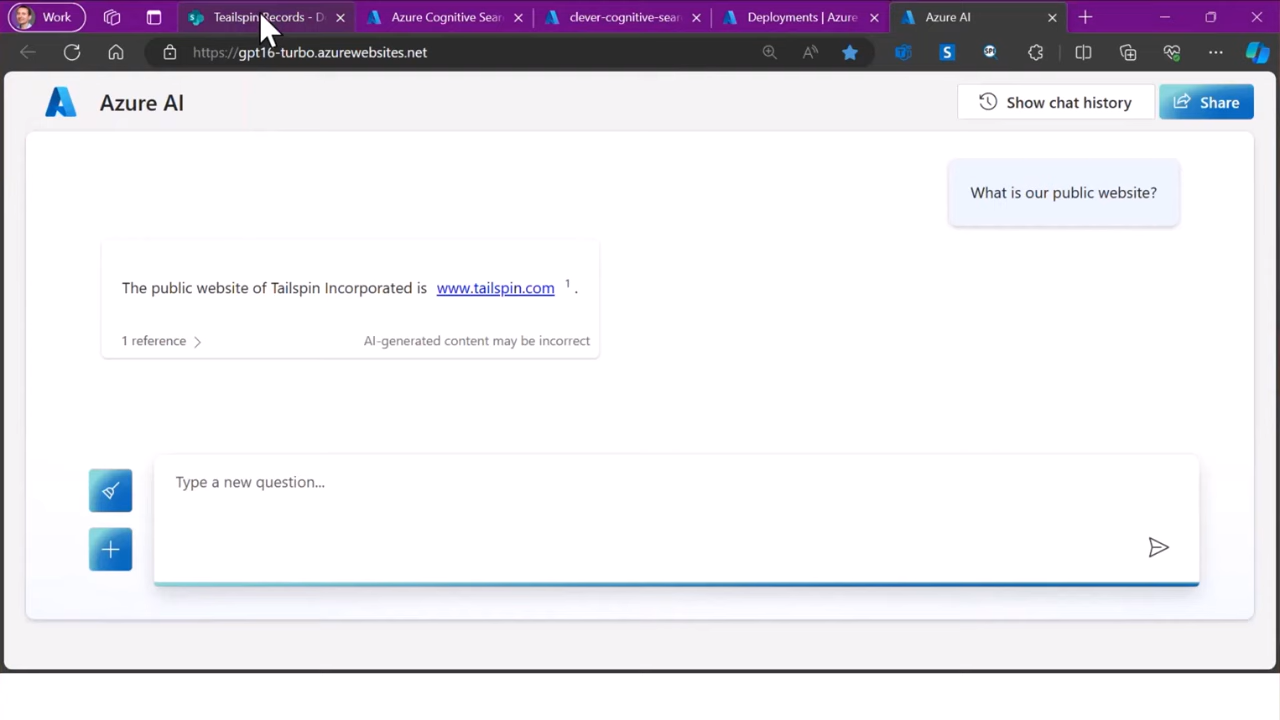 Work
Teailspin Records - D
Azure Cognitive Sear
clever-cognitive-sear
Deployments | Azure
Azure AI
https://gpt16-turbo.azurewebsites.net
Azure AI
Show chat history
Share
What is our public website?
The public website of Tailspin Incorporated is www.tailspin.com 1 .
1 reference
AI-generated content may be incorrect
Type a new question...